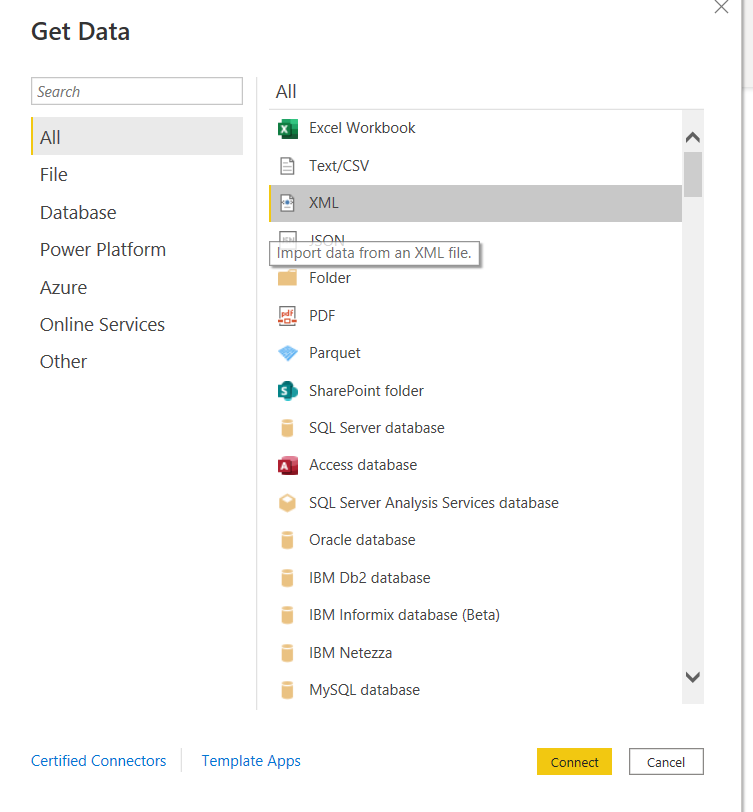 Get Data
Search
All
File
Database
Power Platform
Azure
Online Services
Other
All
Excel Workbook
Text/CSV
XML
JSON
Import data from an XML file.
Folder
PDF
Parquet
SharePoint folder
SQL Server database
Access database
SQL Server Analysis Services database
Oracle database
IBM Db2 database
IBM Informix database (Beta)
IBM Netezza
MySQL database
Certified Connectors
Template Apps
Connect
Cancel